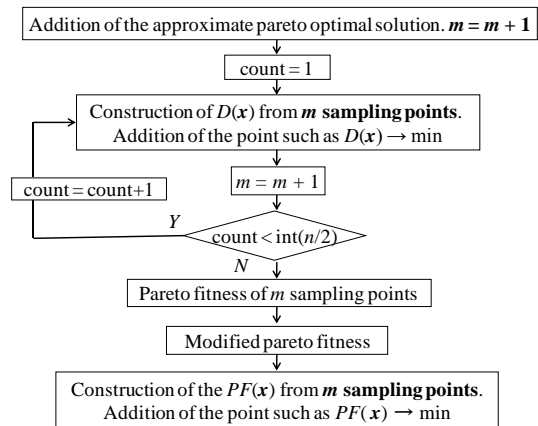 Addition of the approximate pareto optimal solution. m = m + 1
count = 1
Construction of D(x) from m sampling points.
Addition of the point such as D(x) → min
m = m + 1
count = count+1
Y
count < int(n/2)
N
Pareto fitness of m sampling points
Modified pareto fitness
Construction of the PF(x) from m sampling points.
Addition of the point such as PF(x) → min